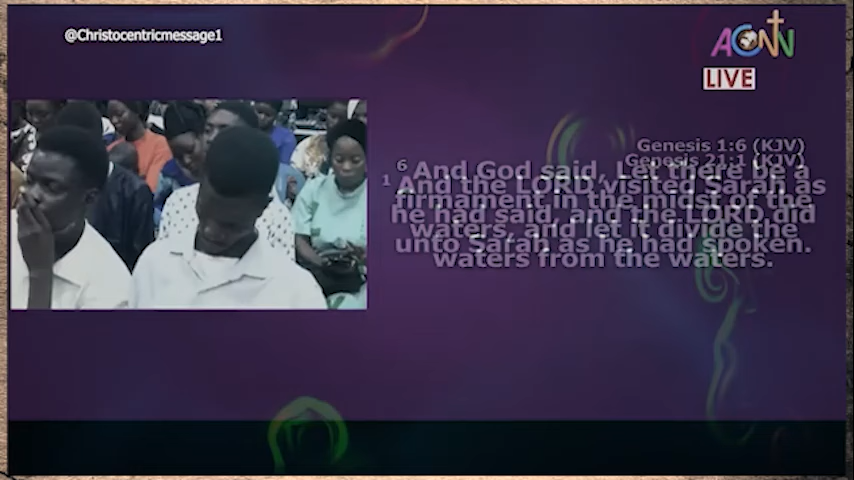 @Christocentricmessage1
ACNN
LIVE
Genesis 1:6 (KJV)
Genesis 21:1 (KJV)
6 And God said, Let there be a
1 And the LORD visited Sarah as
firmament in the midst of the
he had said, and the LORD did
waters, and let it divide the
unto Sarah as he had spoken.
waters from the waters.